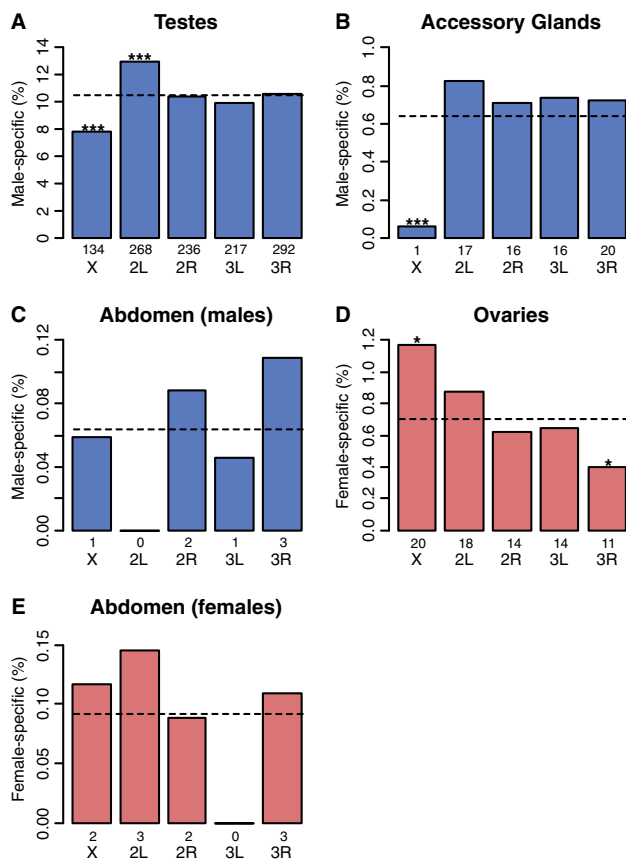 A Testes
Male-specific (%)
0 2 4 6 8 10 12 14
*** ***
134 268 236 217 292
X 2L 2R 3L 3R
B Accessory Glands
Male-specific (%)
0.0 0.2 0.4 0.6 0.8 1.0
***
1 17 16 16 20
X 2L 2R 3L 3R
C Abdomen (males)
Male-specific (%)
0.00 0.04 0.08 0.12
1 0 2 1 3
X 2L 2R 3L 3R
D Ovaries
Female-specific (%)
0.0 0.2 0.4 0.6 0.8 1.0 1.2
* *
20 18 14 14 11
X 2L 2R 3L 3R
E Abdomen (females)
Female-specific (%)
0.00 0.05 0.10 0.15
2 3 2 0 3
X 2L 2R 3L 3R